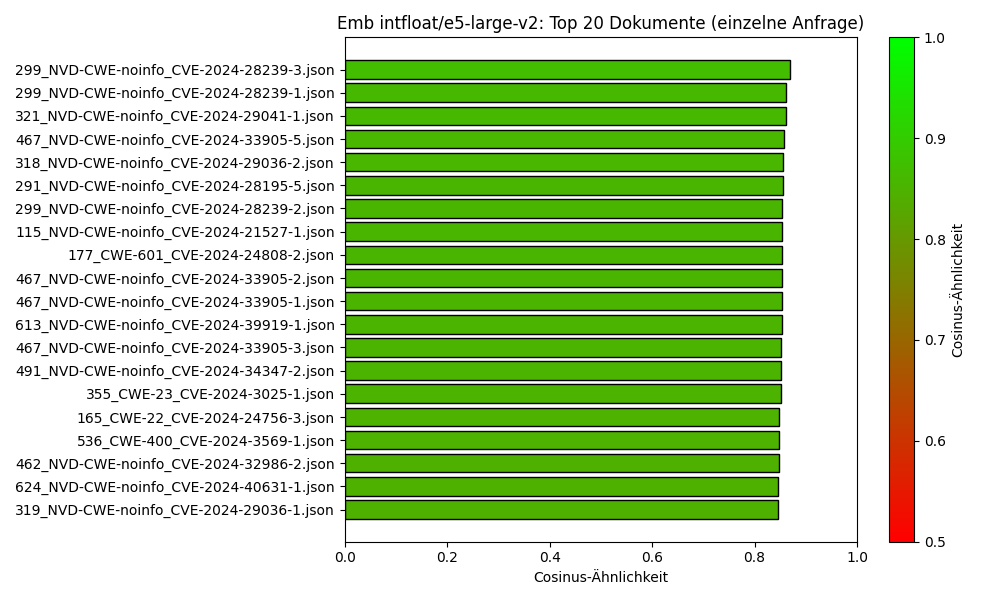 Emb intfloat/e5-large-v2: Top 20 Dokumente (einzelne Anfrage)
299_NVD-CWE-noinfo_CVE-2024-28239-3.json
299_NVD-CWE-noinfo_CVE-2024-28239-1.json
321_NVD-CWE-noinfo_CVE-2024-29041-1.json
467_NVD-CWE-noinfo_CVE-2024-33905-5.json
318_NVD-CWE-noinfo_CVE-2024-29036-2.json
291_NVD-CWE-noinfo_CVE-2024-28195-5.json
299_NVD-CWE-noinfo_CVE-2024-28239-2.json
115_NVD-CWE-noinfo_CVE-2024-21527-1.json
177_CWE-601_CVE-2024-24808-2.json
467_NVD-CWE-noinfo_CVE-2024-33905-2.json
467_NVD-CWE-noinfo_CVE-2024-33905-1.json
613_NVD-CWE-noinfo_CVE-2024-39919-1.json
467_NVD-CWE-noinfo_CVE-2024-33905-3.json
491_NVD-CWE-noinfo_CVE-2024-34347-2.json
355_CWE-23_CVE-2024-3025-1.json
165_CWE-22_CVE-2024-24756-3.json
536_CWE-400_CVE-2024-3569-1.json
462_NVD-CWE-noinfo_CVE-2024-32986-2.json
624_NVD-CWE-noinfo_CVE-2024-40631-1.json
319_NVD-CWE-noinfo_CVE-2024-29036-1.json
0.0 0.2 0.4 0.6 0.8 1.0
Cosinus-Ähnlichkeit
1.0
0.9
0.8
0.7
0.6
0.5
Cosinus-Ähnlichkeit